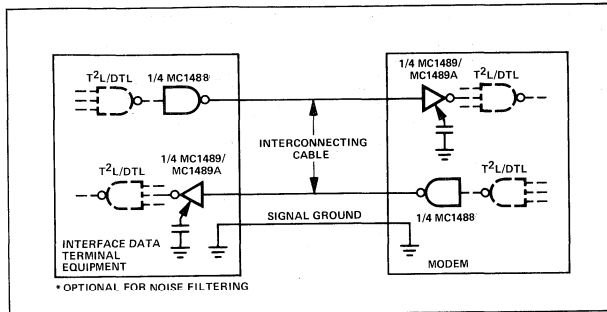 T²L/DTL
1/4 MC1488
1/4 MC1489/
MC1489A
T²L/DTL
INTERCONNECTING
CABLE
T²L/DTL
1/4 MC1489/
MC1489A
T²L/DTL
1/4 MC1488
SIGNAL GROUND
INTERFACE DATA
TERMINAL
EQUIPMENT
MODEM
* OPTIONAL FOR NOISE FILTERING